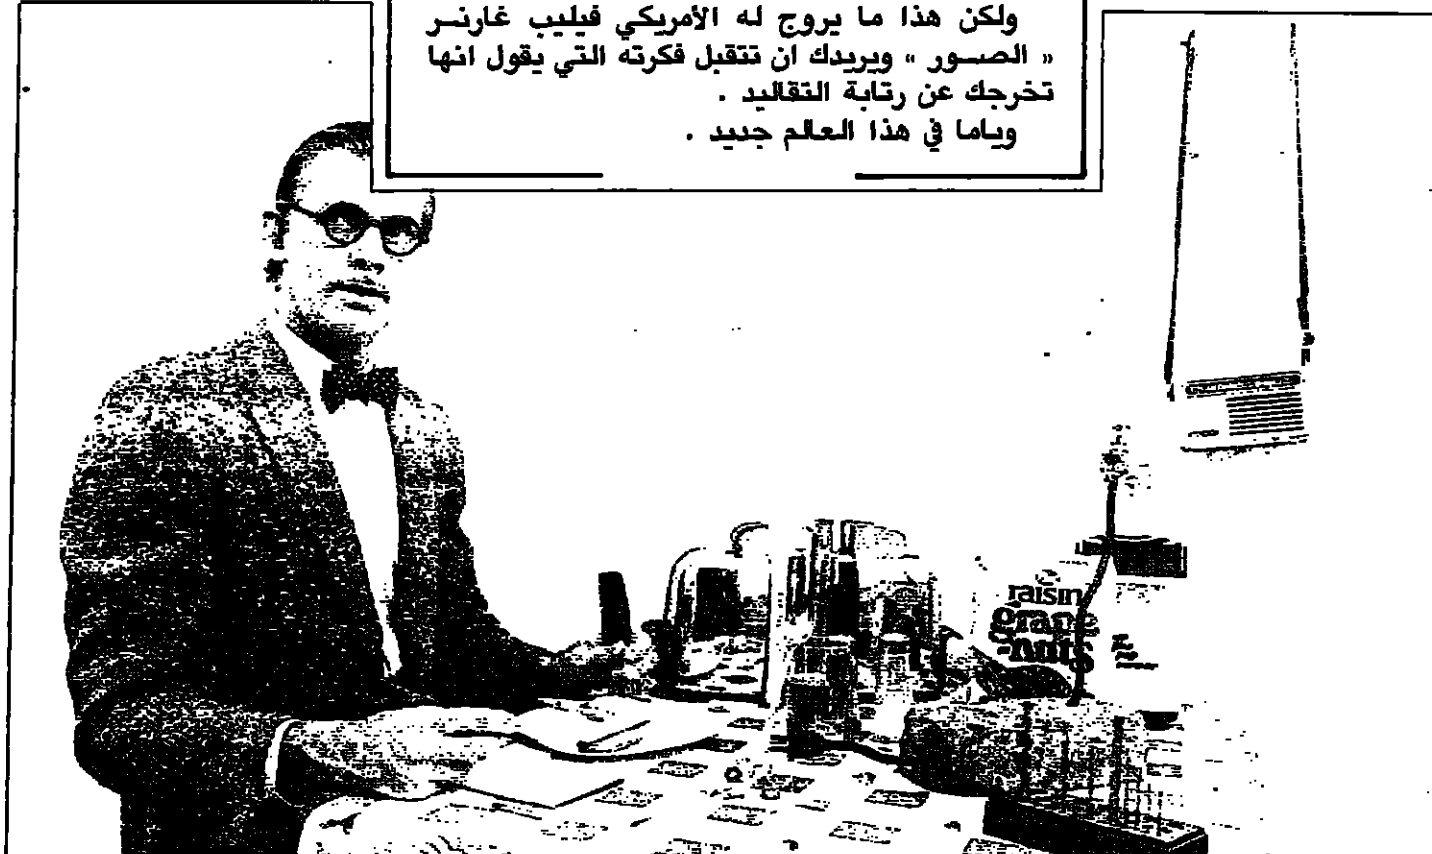 ولكن هذا ما يروج له الأمريكي فيليب غارنـر
« الصـور » ويريدك ان تتقبل فكرته التي يقول انها
تخرجك عن رتابة التقاليد .
وياما في هذا العالم جديد .
raisin
grape
-nuts